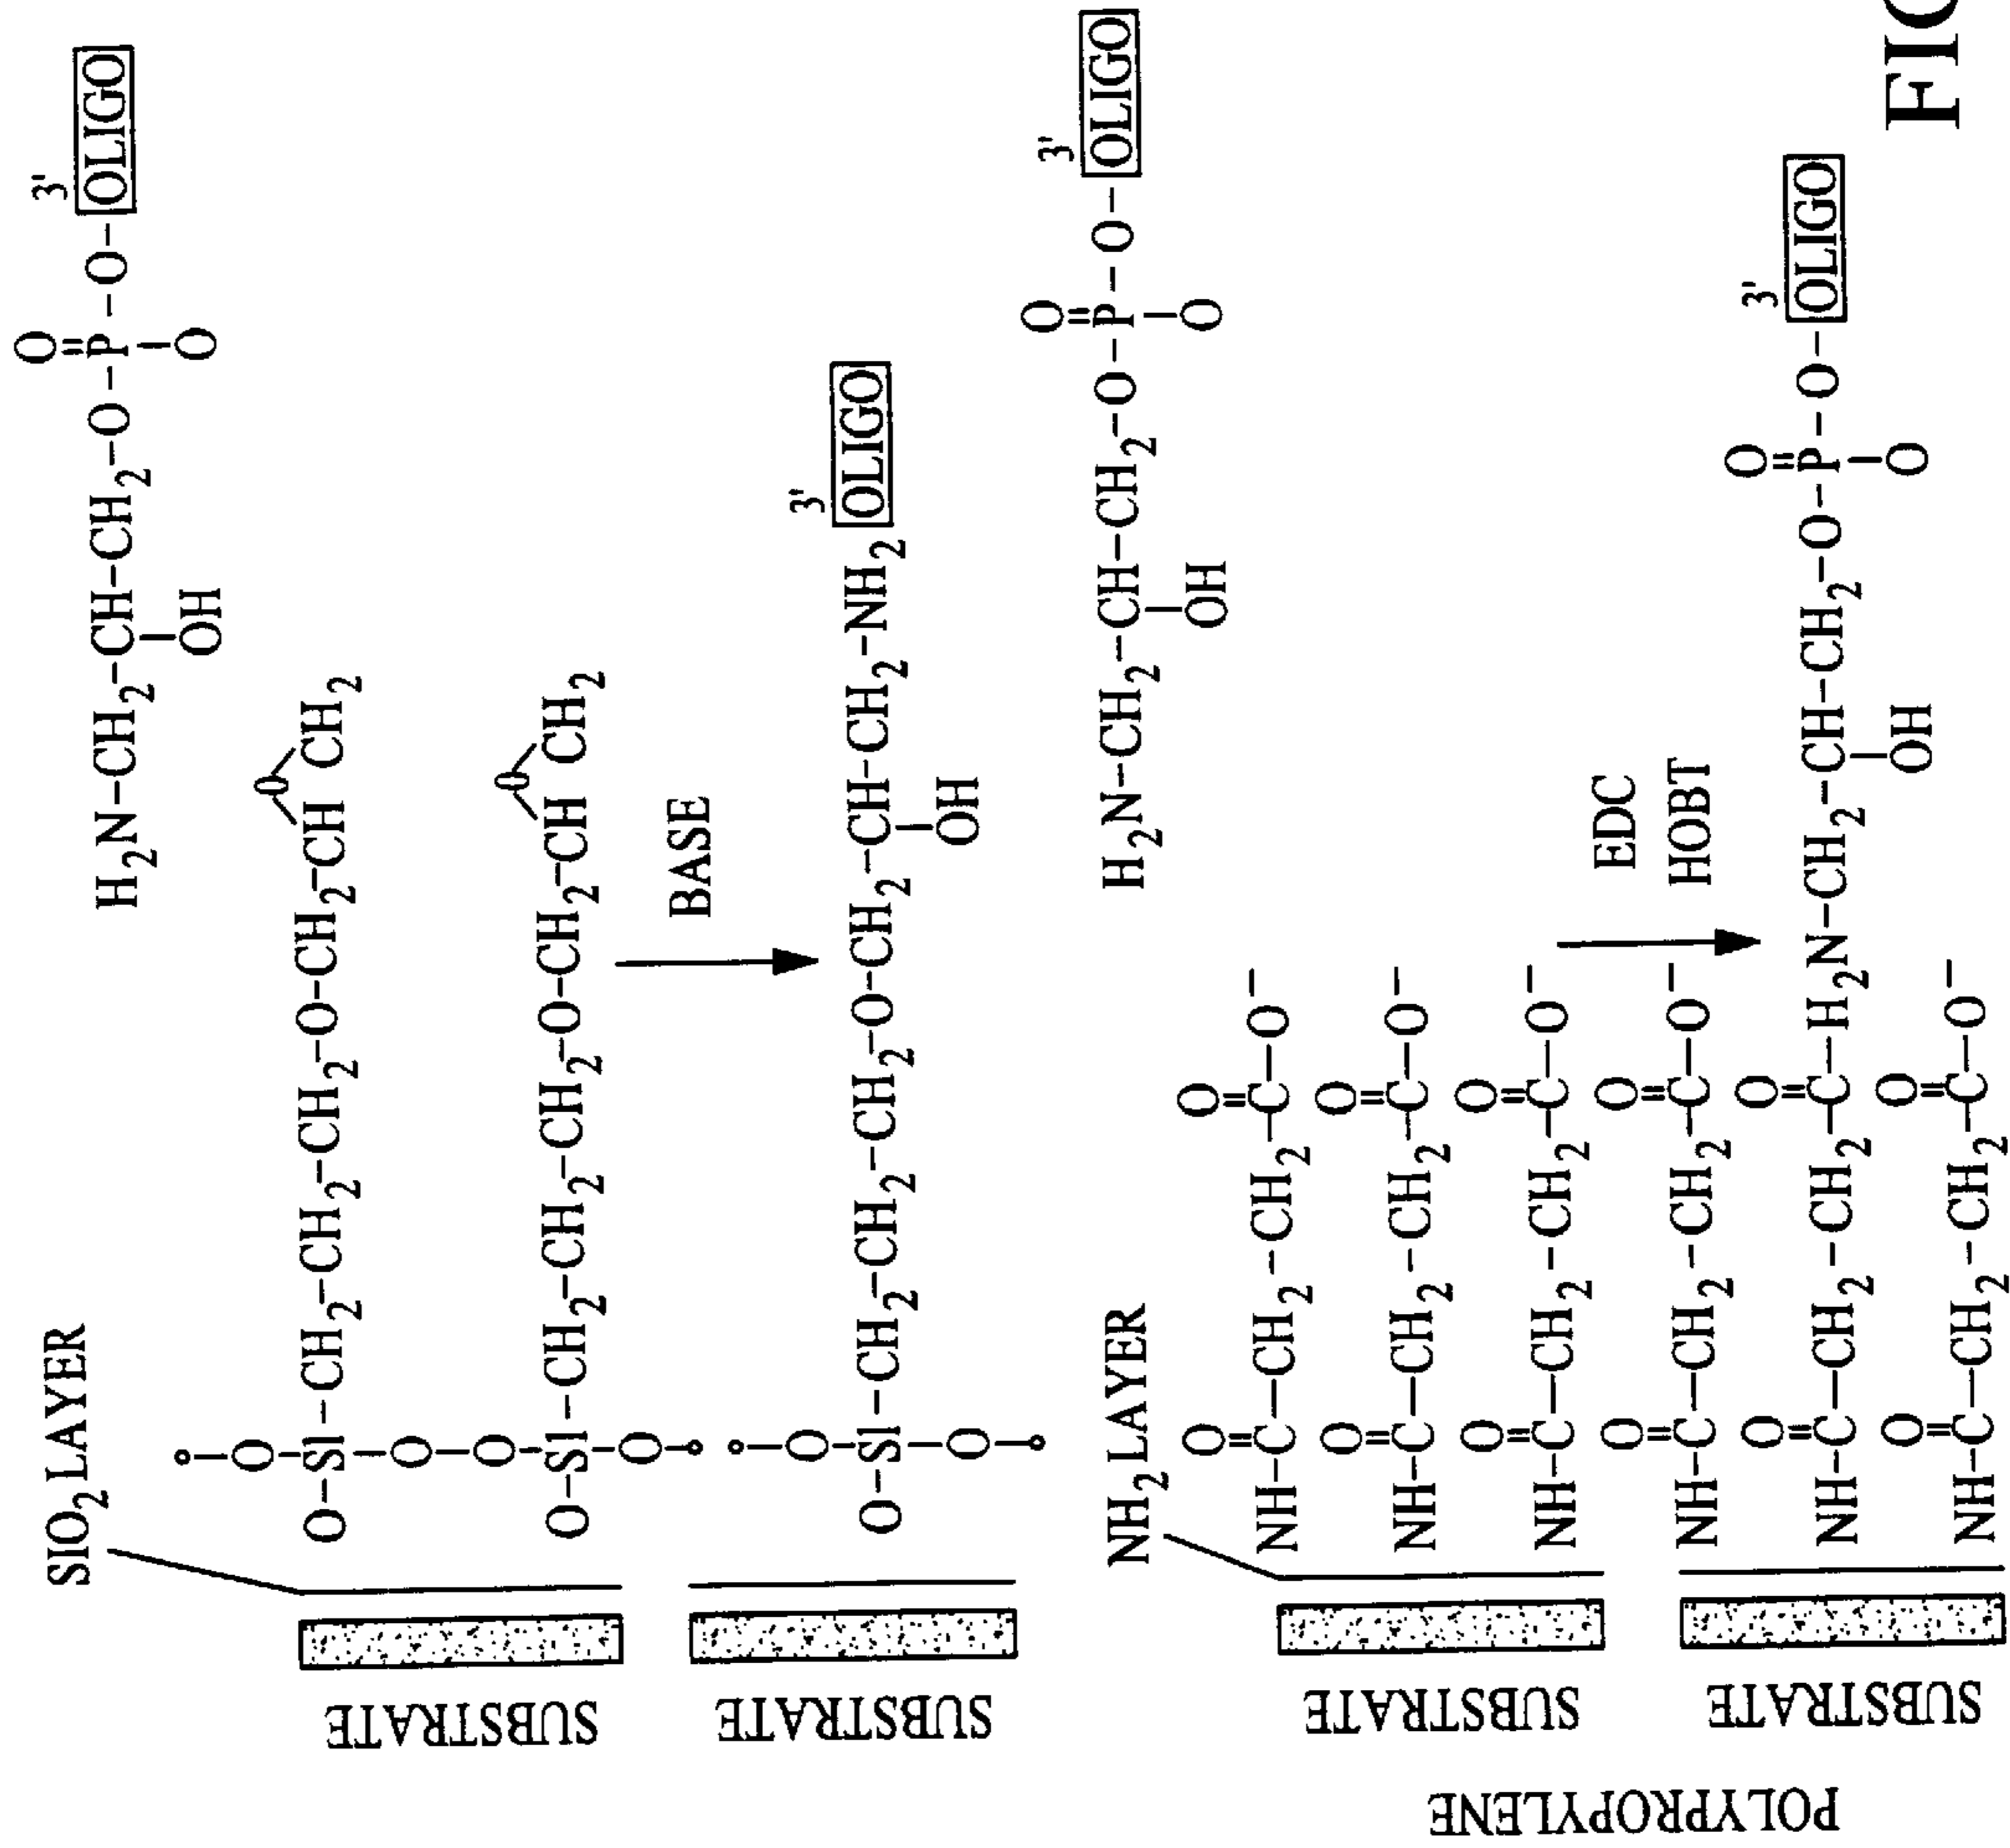 SIO2 LAYER
H2N-CH2-CH-CH2-O-P-O-OLIGO
O
O
OH
3'
O-SI-CH2-CH2-CH2-O-CH2-CH CH2
O
O
O
O
O-SI-CH2-CH2-CH2-O-CH2-CH CH2
O
O
SUBSTRATE
BASE
O-SI-CH2-CH2-CH2-O-CH2-CH-CH2-NH2 OLIGO
O
O
OH
3'
SUBSTRATE
NH2 LAYER
H2N-CH2-CH-CH2-O-P-O-OLIGO
O
O
OH
3'
O O
NH-C-CH2-CH2-C-O-
O O
NH-C-CH2-CH2-C-O-
O O
NH-C-CH2-CH2-C-O-
SUBSTRATE
EDC
HOBT
O O
NH-C-CH2-CH2-C-O-
O O O 3'
NH-C-CH2-CH2-C-H2N-CH2-CH-CH2-O-P-O-OLIGO
OH O
O O
NH-C-CH2-CH2-C-O-
SUBSTRATE
POLYPROPYLENE